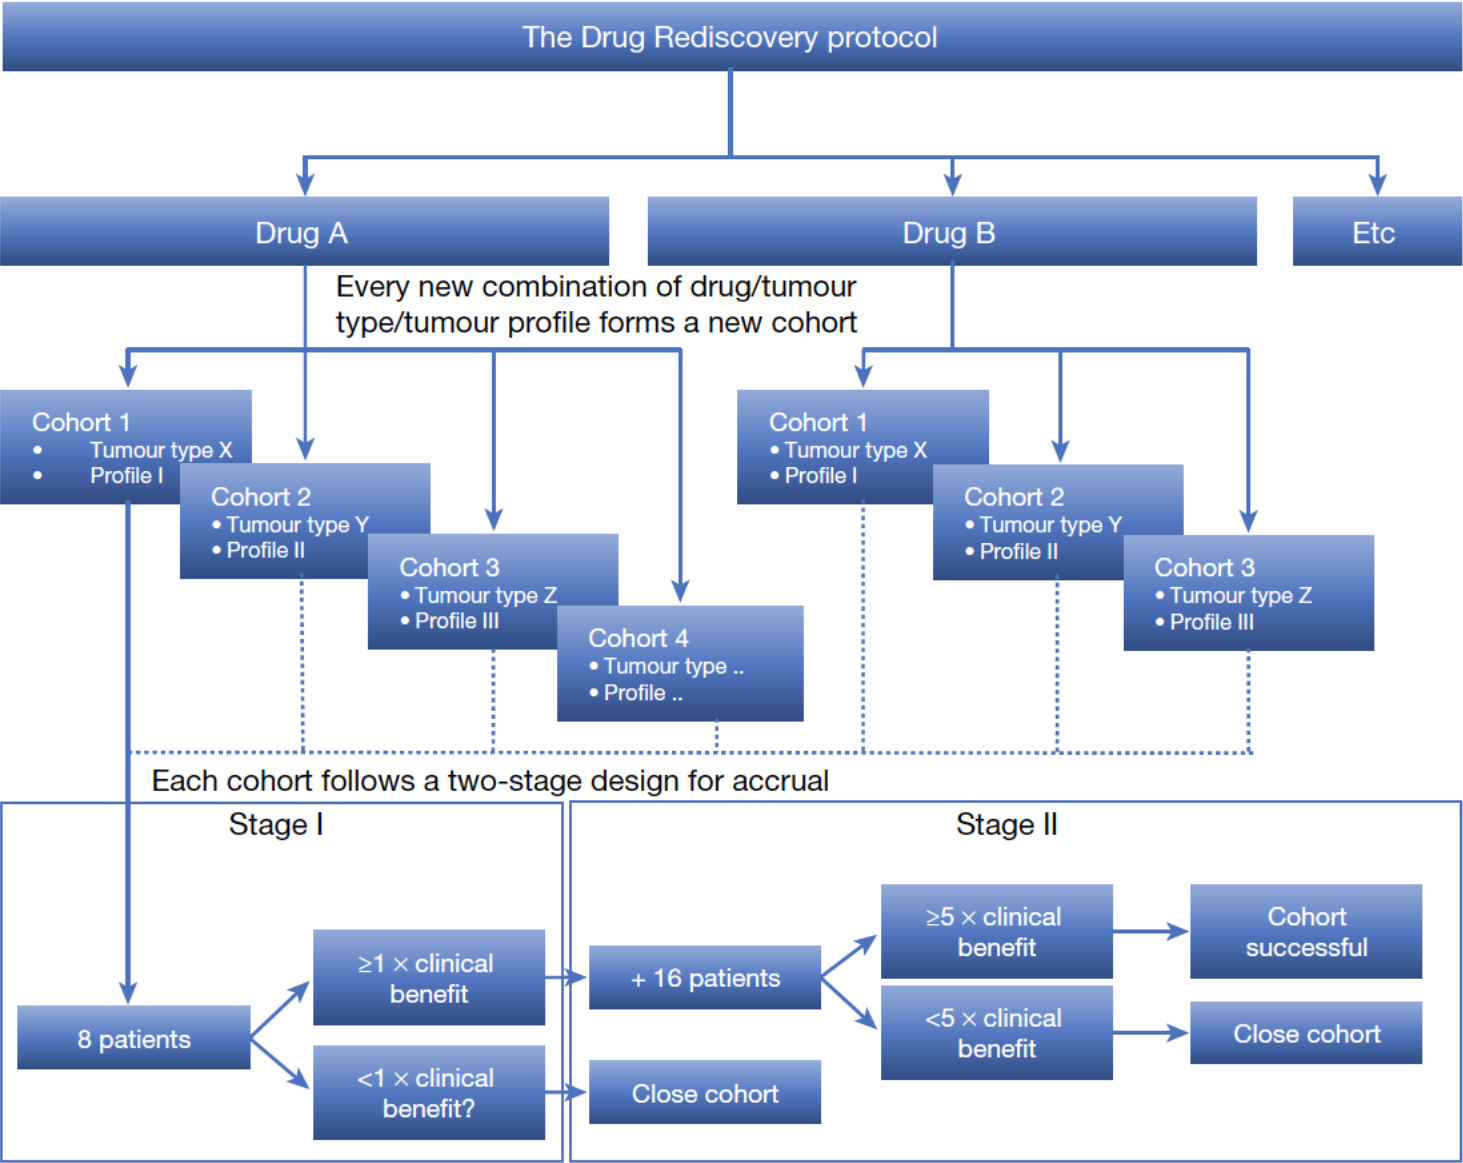 The Drug Rediscovery protocol
Drug A
Drug B
Etc
Every new combination of drug/tumour
type/tumour profile forms a new cohort
Cohort 1
• Tumour type X
• Profile I
Cohort 2
• Tumour type Y
• Profile II
Cohort 3
• Tumour type Z
• Profile III
Cohort 4
• Tumour type ..
• Profile ..
Cohort 1
• Tumour type X
• Profile I
Cohort 2
• Tumour type Y
• Profile II
Cohort 3
• Tumour type Z
• Profile III
Each cohort follows a two-stage design for accrual
Stage I
8 patients
≥1 × clinical
benefit
<1 × clinical
benefit?
Stage II
+ 16 patients
Close cohort
≥5 × clinical
benefit
<5 × clinical
benefit
Cohort
successful
Close cohort